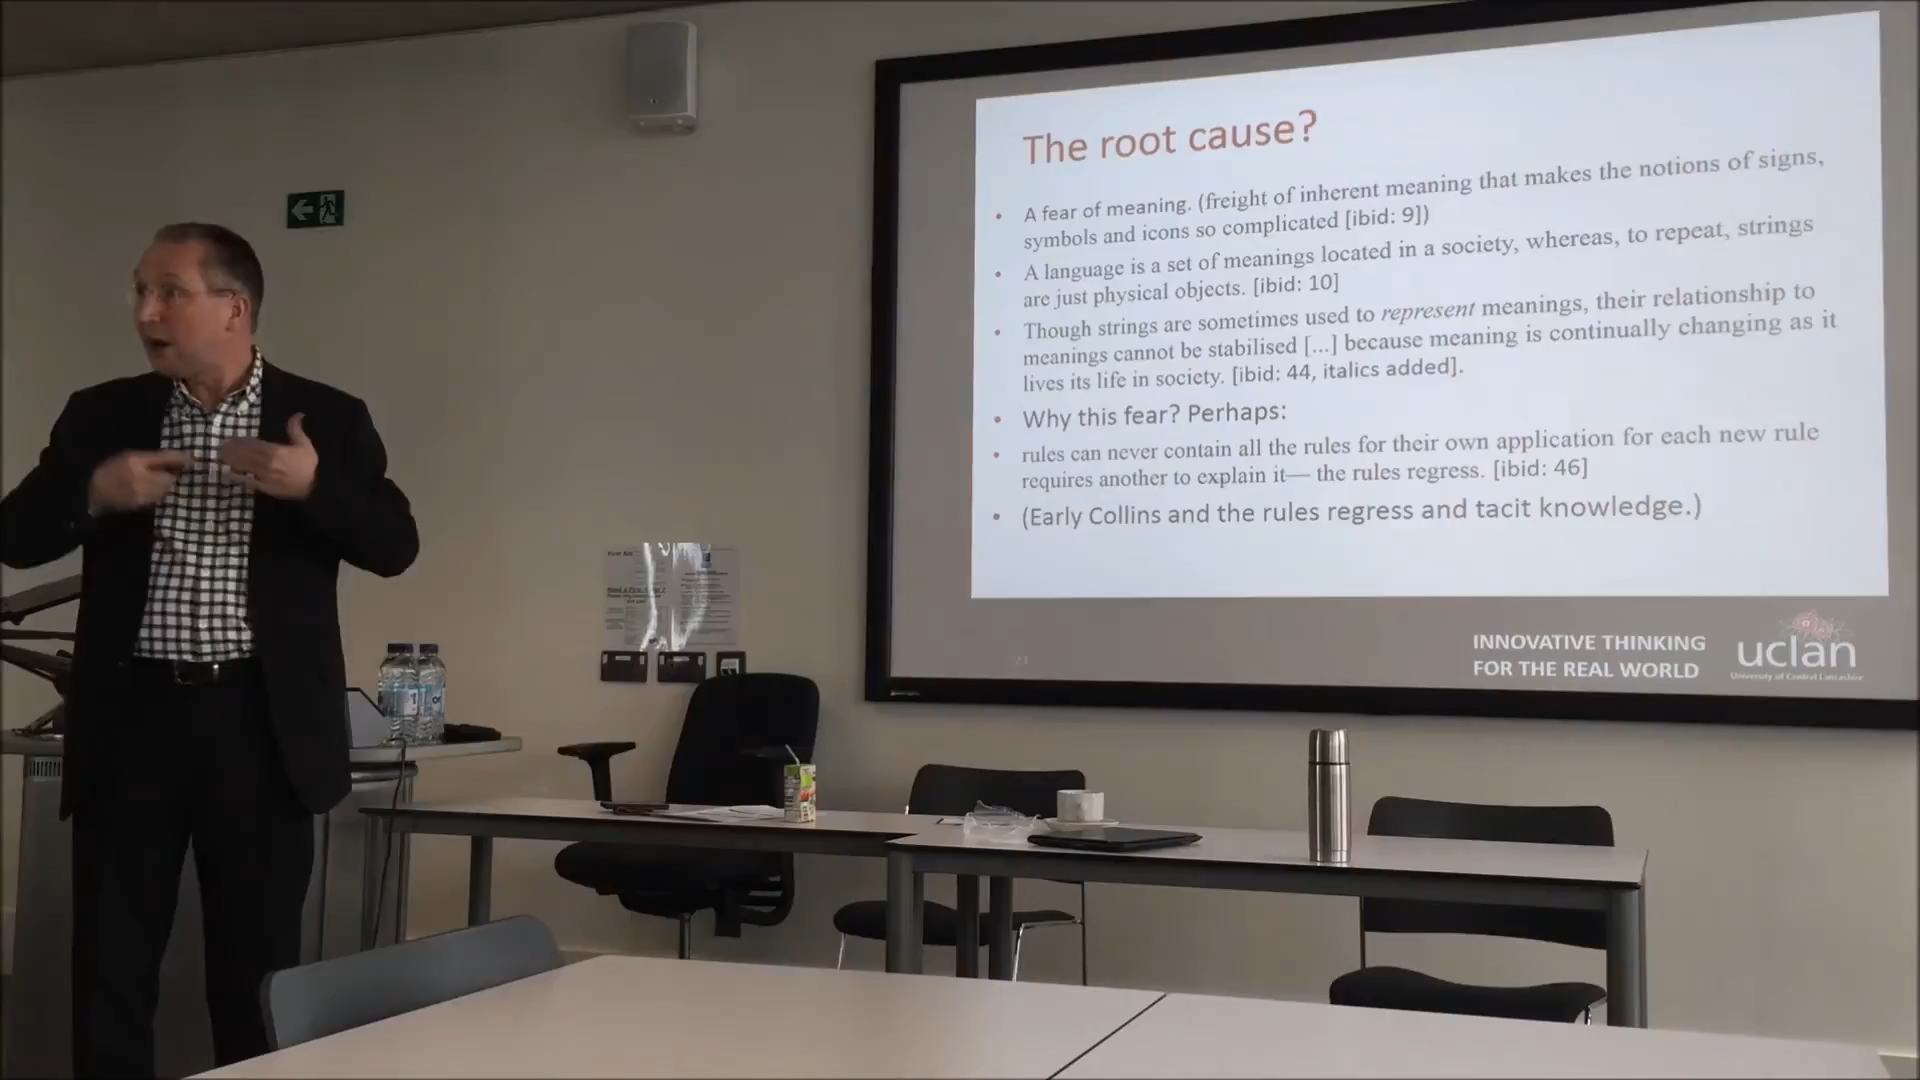 The root cause?
• A fear of meaning. (freight of inherent meaning that makes the notions of signs,
symbols and icons so complicated [ibid: 9])
• A language is a set of meanings located in a society, whereas, to repeat, strings
are just physical objects. [ibid: 10]
• Though strings are sometimes used to represent meanings, their relationship to
meanings cannot be stabilised [...] because meaning is continually changing as it
lives its life in society. [ibid: 44, italics added].
• Why this fear? Perhaps:
• rules can never contain all the rules for their own application for each new rule
requires another to explain it— the rules regress. [ibid: 46]
• (Early Collins and the rules regress and tacit knowledge.)
INNOVATIVE THINKING
FOR THE REAL WORLD
uclan
University of Central Lancashire